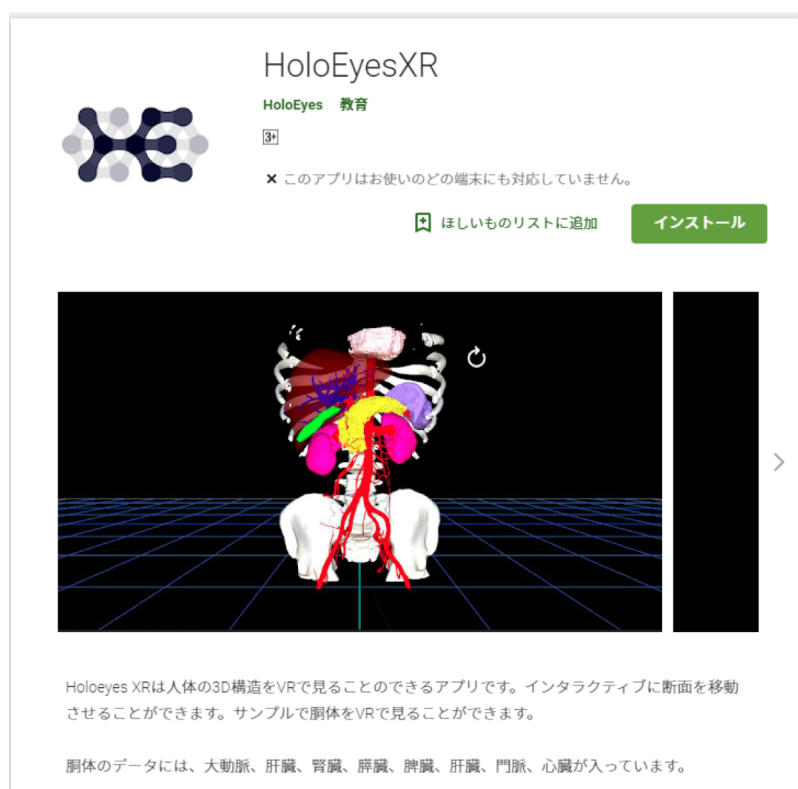 HoloEyesXR
HoloEyes 教育
3+
このアプリはお使いのどの端末にも対応していません。
ほしいものリストに追加
インストール
Holoeyes XRは人体の3D構造をVRで見ることのできるアプリです。インタラクティブに断面を移動
させることができます。サンプルで胴体をVRで見ることができます。
胴体のデータには、大動脈、肝臓、腎臓、膵臓、脾臓、肝臓、門脈、心臓が入っています。